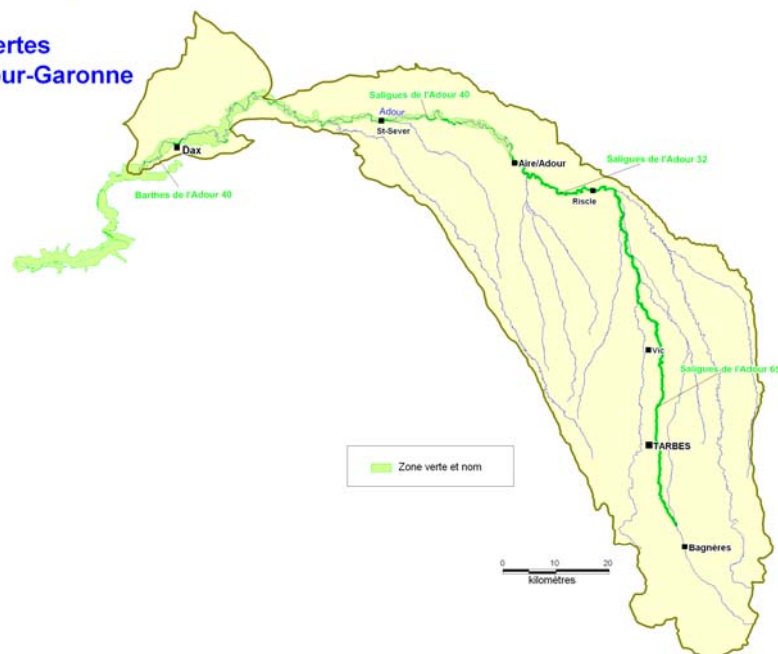 ertes
ur-Garonne
Saligues de l'Adour 40
Adour
St-Sever
Dax
Aire/Adour
Saligues de l'Adour 32
Barthes de l'Adour 40
Riscle
Vic
Saligues de l'Adour 65
TARBES
Zone verte et nom
Bagnères
0 10 20
kilomètres